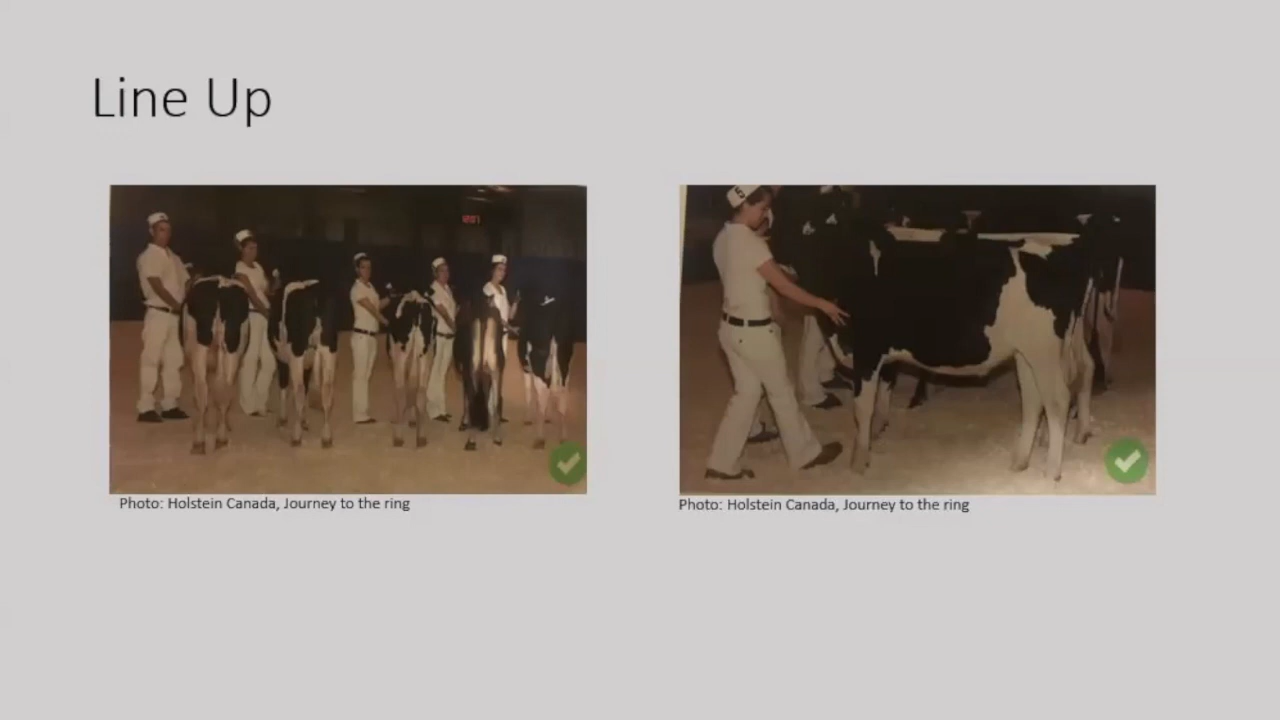 Line Up
Photo: Holstein Canada, Journey to the ring
Photo: Holstein Canada, Journey to the ring